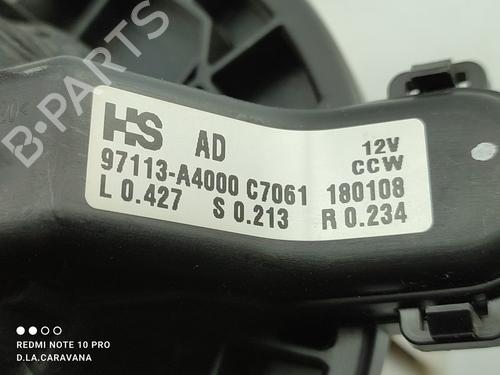 B-PARTS
HS AD 12V
CCW
97113-A4000 C7061 180108
L 0.427 S 0.213 R 0.234
REDMI NOTE 10 PRO
D.LA.CARAVANA